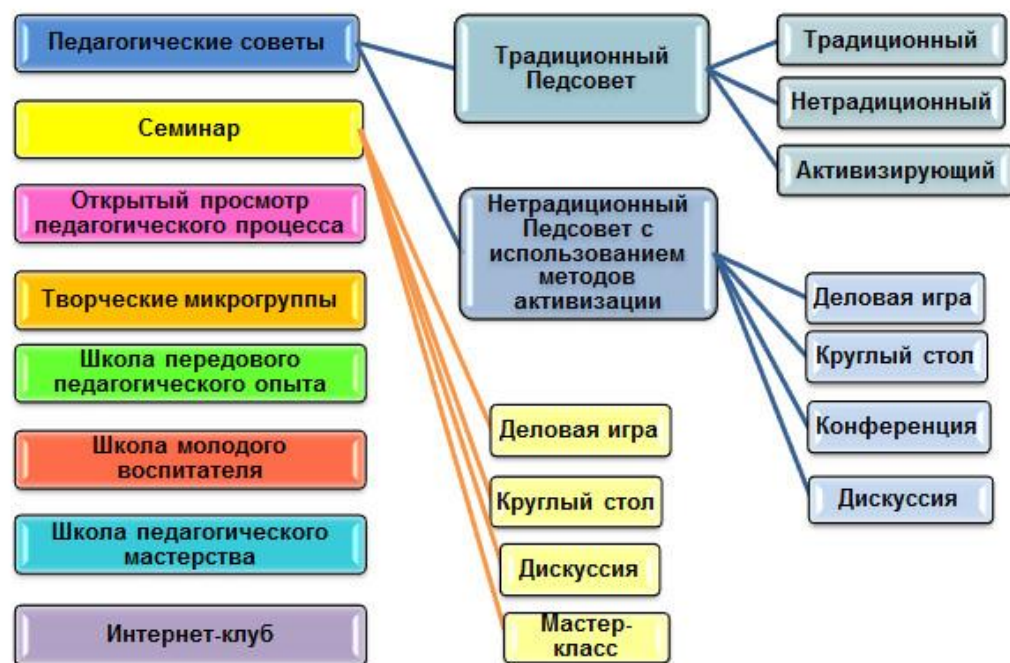 Педагогические советы
Семинар
Открытый просмотр
педагогического процесса
Творческие микрогруппы
Школа передового
педагогического опыта
Школа молодого
воспитателя
Школа педагогического
мастерства
Интернет-клуб
Традиционный
Педсовет
Нетрадиционный
Педсовет с
использованием
методов
активизации
Традиционный
Нетрадиционный
Активизирующий
Деловая игра
Круглый стол
Конференция
Дискуссия
Деловая игра
Круглый стол
Дискуссия
Мастер-
класс